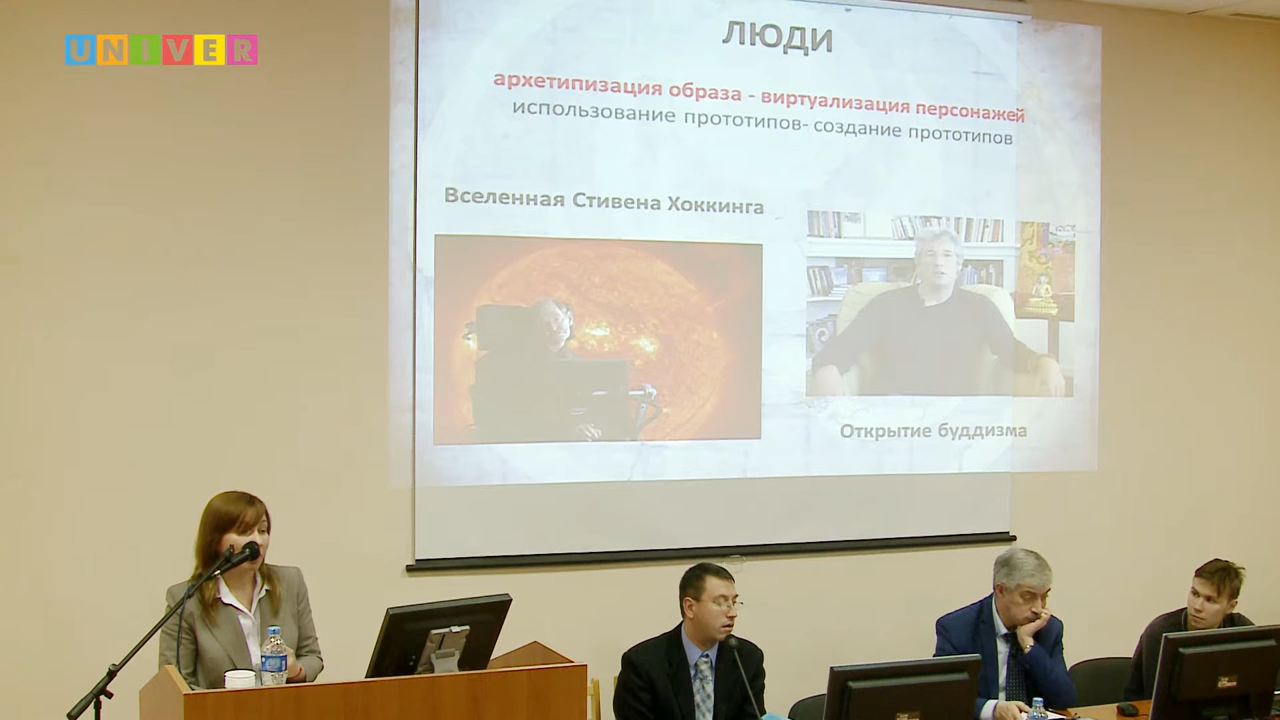 UNIVER
ЛЮДИ
архетипизация образа - виртуализация персонажей
использование прототипов- создание прототипов
Вселенная Стивена Хоккинга
Открытие буддизма